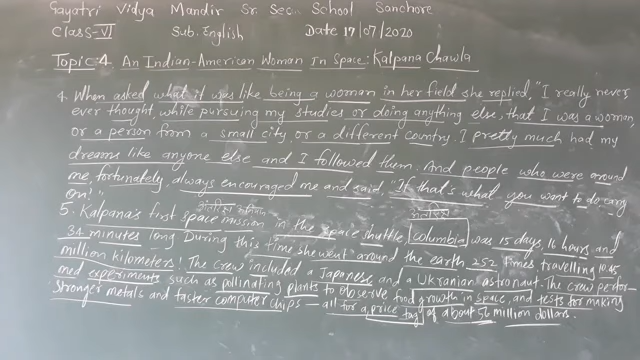 Gayatri Vidya Mandir Sr. Sec. School Sanchore
Class-VI Sub. English Date 17/07/2020
Topic-4 An Indian-American Woman In Space: Kalpana Chawla
4. When asked what it was like being a woman in her field she replied, "I really never,
ever thought, while pursuing my studies or doing anything else, that I was a woman,
or a person from a small city, or a different country. I pretty much had my
dreams like anyone else and I followed them. And people who were around
me, fortunately, always encouraged me and said "If that's what you want to do carry
on!"
अंतरिक्ष
5. Kalpana's first space mission in the space shuttle, Columbia was 15 days, 16 hours and
34 minutes long During this time she went around the earth 252 times, travelling 10.45
million kilometers! The crew included a Japanese and a Ukranian astronaut. The crew perfor-
med experiments such as pollinating plants to observe food growth in space, and tests for making
stronger metals and faster computer chips - all for a price tag of about 56 million dollars.